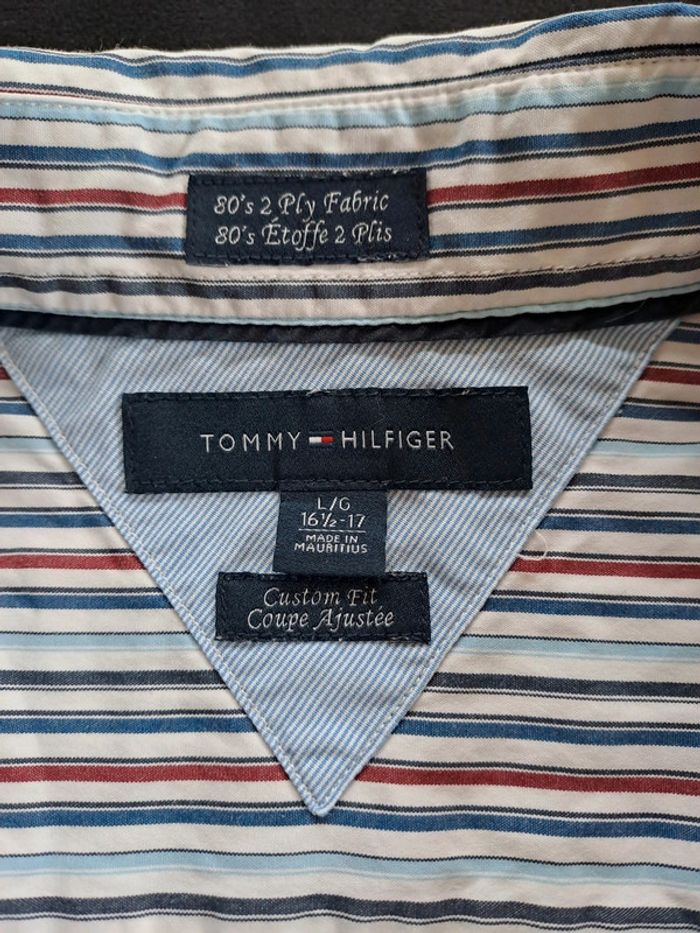 80's 2 Ply Fabric
80's Étoffe 2 Plis
TOMMY HILFIGER
L/G
16½-17
MADE IN
MAURITIUS
Custom Fit
Coupe Ajustée